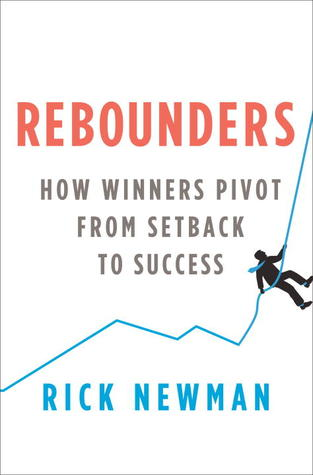 REBOUNDERS
HOW WINNERS PIVOT
FROM SETBACK
TO SUCCESS
RICK NEWMAN